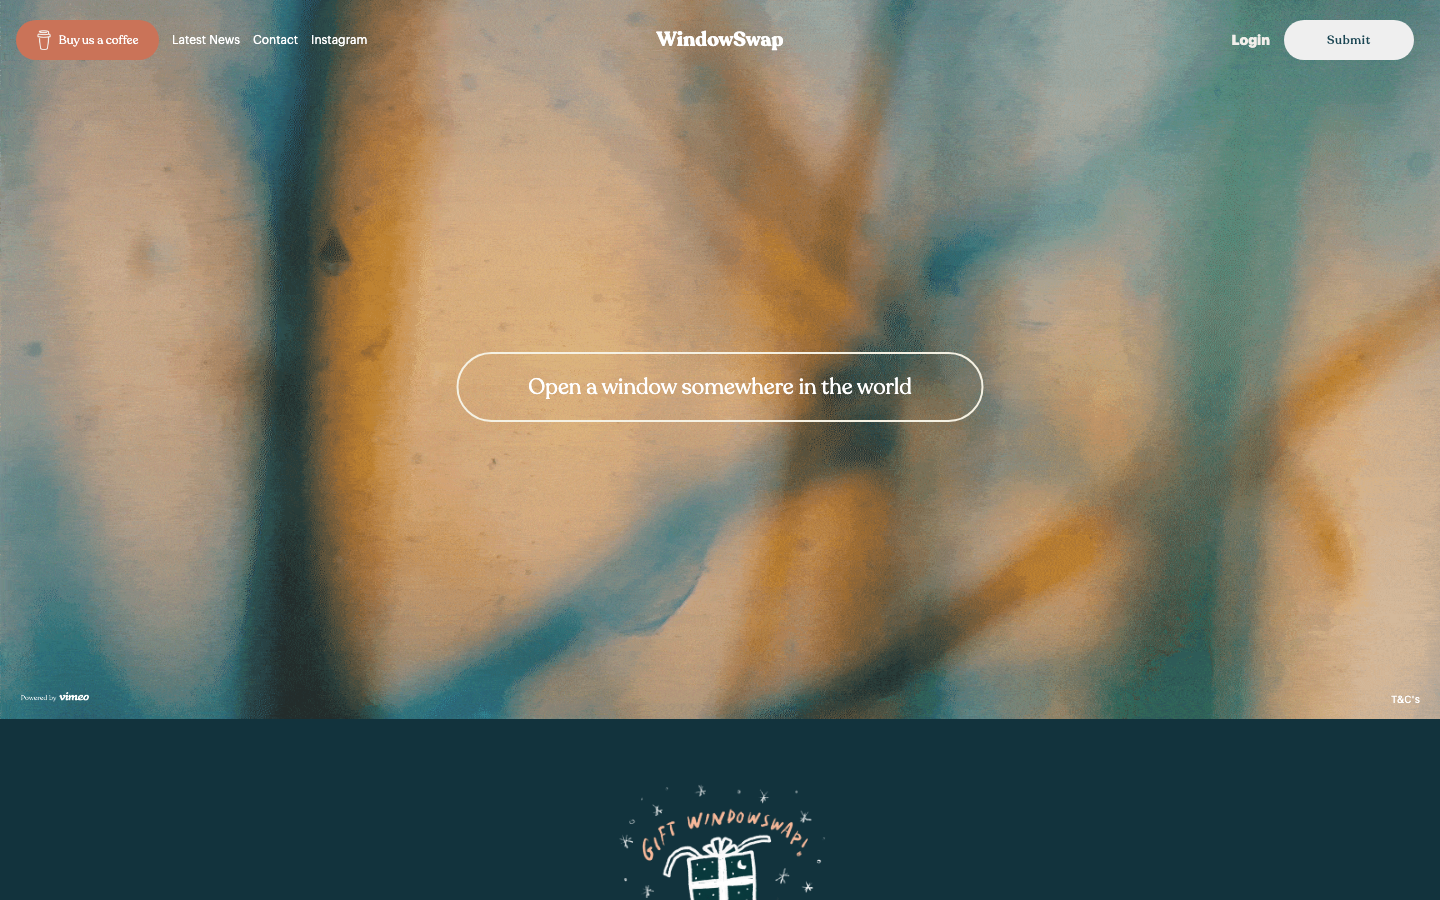 Buy us a coffee
Latest News
Contact
Instagram
WindowSwap
Login
Submit
Open a window somewhere in the world
Powered by vimeo
T&C's
GIFT WINDOWSWAP!